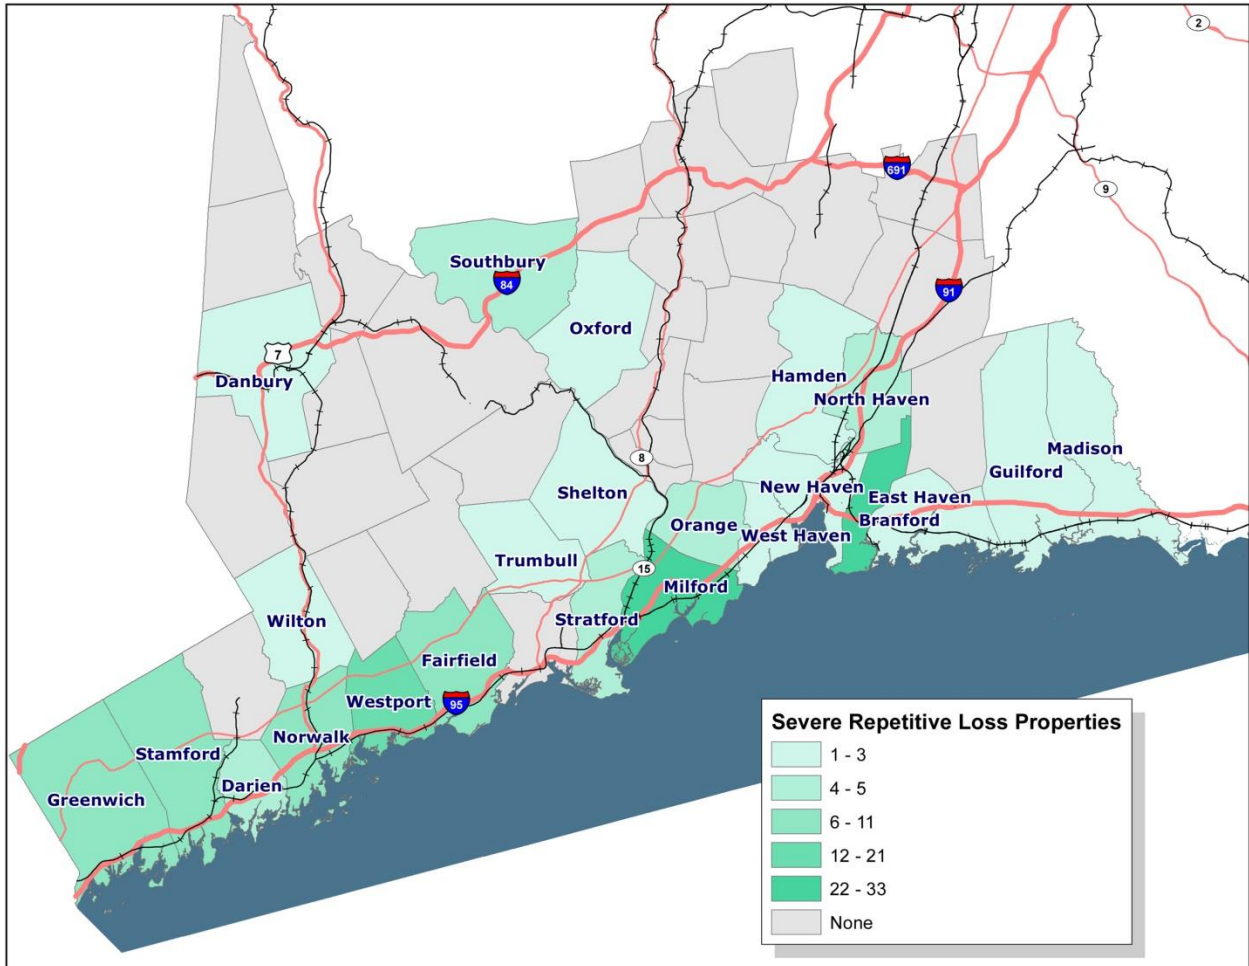 2
691
9
Southbury
84
91
Oxford
7
Danbury
Hamden
North Haven
8
Madison
Guilford
Shelton
New Haven
East Haven
Orange
Branford
West Haven
Trumbull
15
Milford
Wilton
Stratford
Fairfield
Westport
95
Norwalk
Stamford
Darien
Greenwich
Severe Repetitive Loss Properties
1 - 3
4 - 5
6 - 11
12 - 21
22 - 33
None